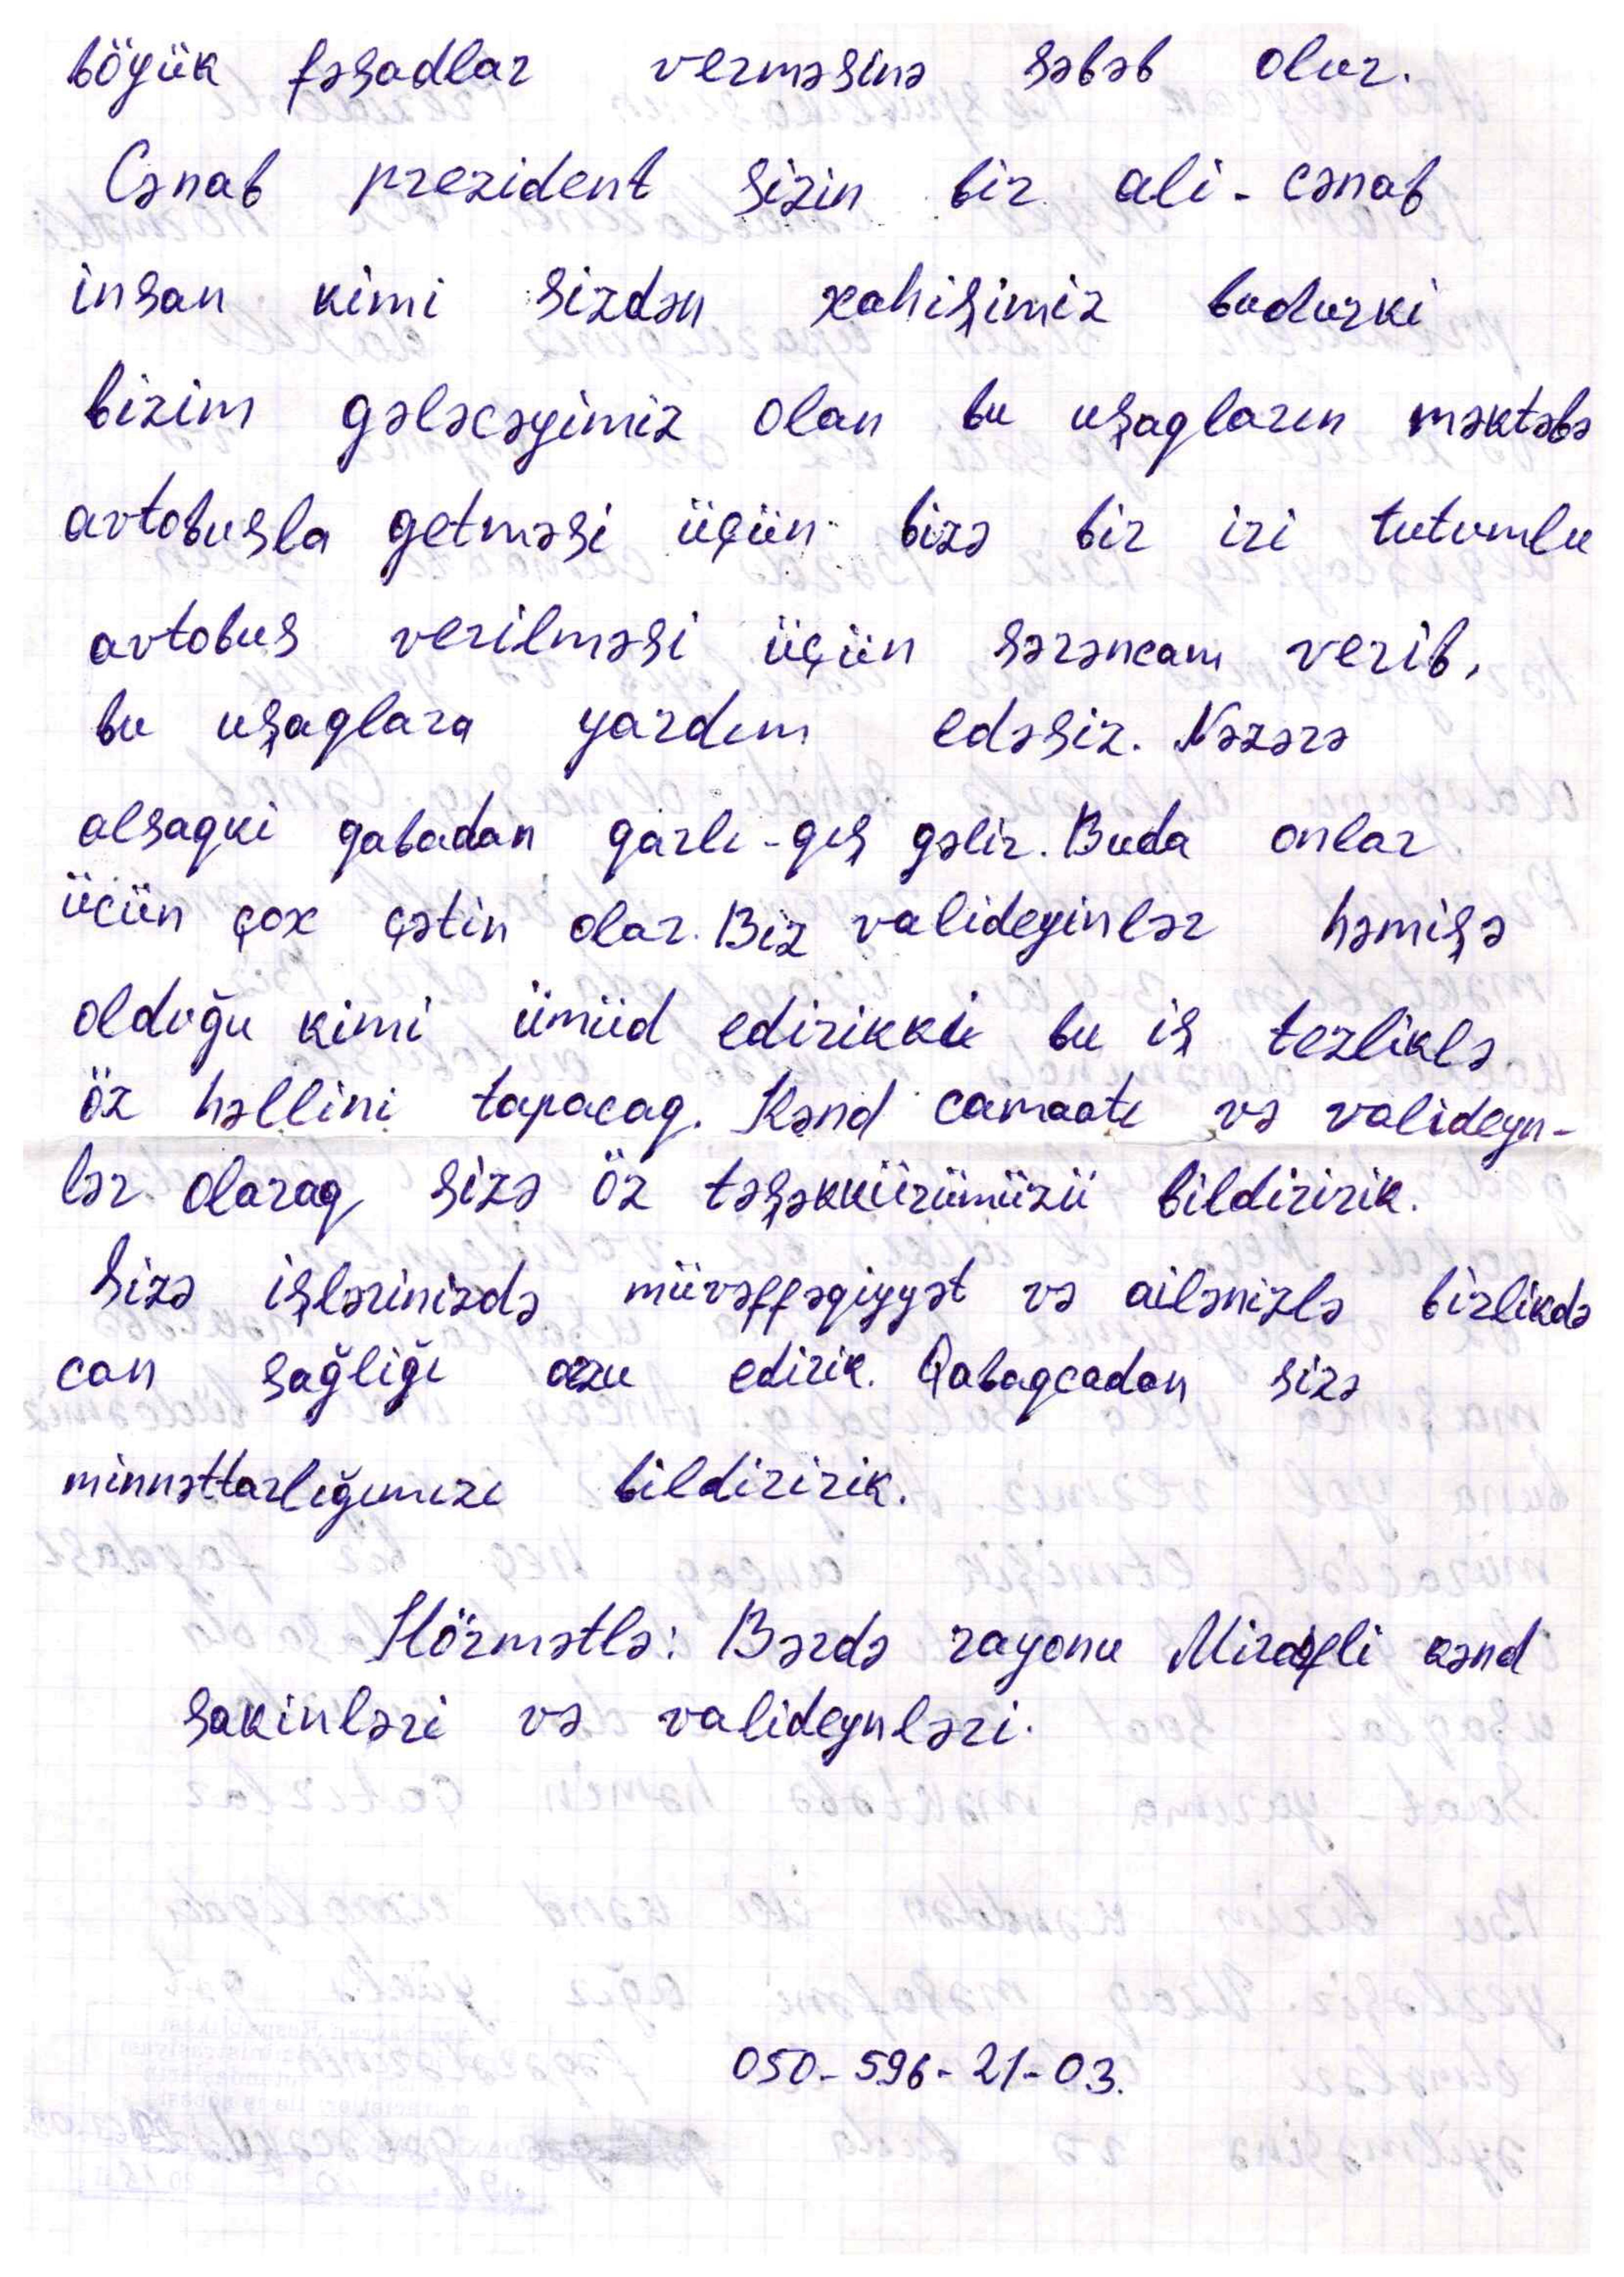 böyük fəsadlar verməsinə səbəb olur.
Cənab prezident sizin bir ali-cənab
insan kimi sizdən xahişimiz budurki
bizim gələcəyimiz olan bu uşaqların məktəbə
avtobusla getməsi üçün bizə bir iri tutumlu
avtobus verilməsi üçün sərəncam verib,
bu uşaqlara yardım edəsiz. Nəzərə
alsaqki qabadan qarlı-qış gəlir. Buda onlar
üçün çox çətin olar. Biz valideyinlər həmişə
olduğu kimi ümüd edirikki bu iş tezliklə
öz həllini tapacaq. Kənd camaatı və valideyn-
lər olaraq sizə öz təşəkkürümüzü bildiririk.
Sizə işlərinizdə müvəffəqiyyət və ailənizlə birlikdə
can sağlığı arzu edirik. Qabaqcadan sizə
minnəttarlığımızı bildiririk.
Hörmətlə: Bərdə rayonu kənd
sakinləri və valideynləri.
050-596-21-03.